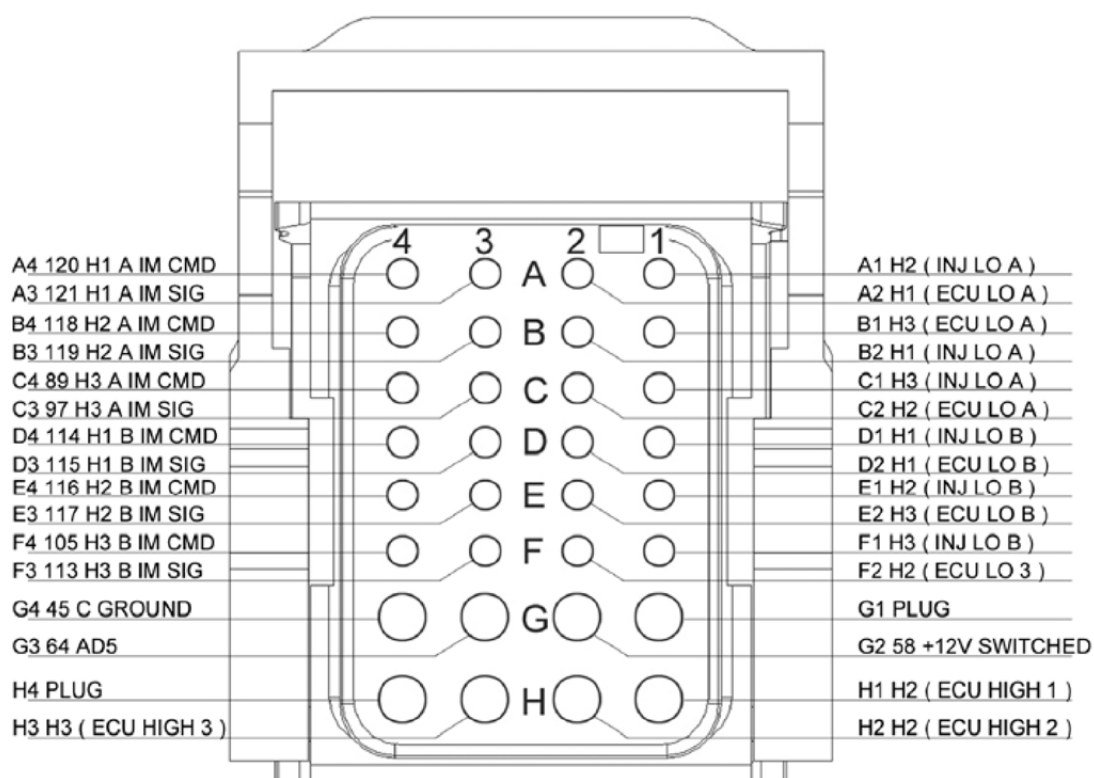 4 3 2 1
A4 120 H1 A IM CMD
A3 121 H1 A IM SIG
B4 118 H2 A IM CMD
B3 119 H2 A IM SIG
C4 89 H3 A IM CMD
C3 97 H3 A IM SIG
D4 114 H1 B IM CMD
D3 115 H1 B IM SIG
E4 116 H2 B IM CMD
E3 117 H2 B IM SIG
F4 105 H3 B IM CMD
F3 113 H3 B IM SIG
G4 45 C GROUND
G3 64 AD5
H4 PLUG
H3 H3 ( ECU HIGH 3 )
A
B
C
D
E
F
G
H
A1 H2 ( INJ LO A )
A2 H1 ( ECU LO A )
B1 H3 ( ECU LO A )
B2 H1 ( INJ LO A )
C1 H3 ( INJ LO A )
C2 H2 ( ECU LO A )
D1 H1 ( INJ LO B )
D2 H1 ( ECU LO B )
E1 H2 ( INJ LO B )
E2 H3 ( ECU LO B )
F1 H3 ( INJ LO B )
F2 H2 ( ECU LO 3 )
G1 PLUG
G2 58 +12V SWITCHED
H1 H2 ( ECU HIGH 1 )
H2 H2 ( ECU HIGH 2 )